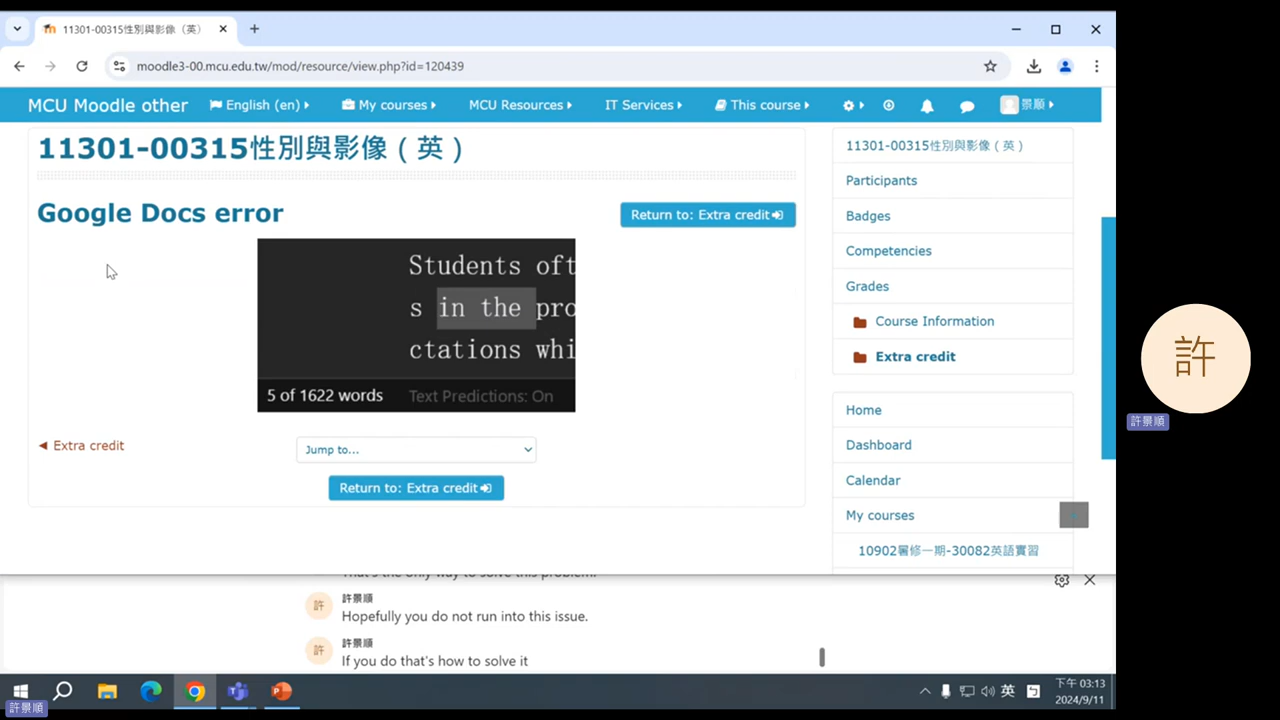 11301-00315性別與影像（英）
moodle3-00.mcu.edu.tw/mod/resource/view.php?id=120439
MCU Moodle other
English (en)
My courses
MCU Resources
IT Services
This course
景順
11301-00315性別與影像（英）
Google Docs error
Return to: Extra credit
Students oft
s in the pro
ctations whi
5 of 1622 words
Text Predictions: On
Extra credit
Jump to...
Return to: Extra credit
11301-00315性別與影像（英）
Participants
Badges
Competencies
Grades
Course Information
Extra credit
Home
Dashboard
Calendar
My courses
10902暑修一期-30082英語實習
許
許景順
That's the only way to solve this problem.
許
許景順
Hopefully you do not run into this issue.
許
許景順
If you do that's how to solve it
英
ㄅ
下午 03:13
2024/9/11
許景順